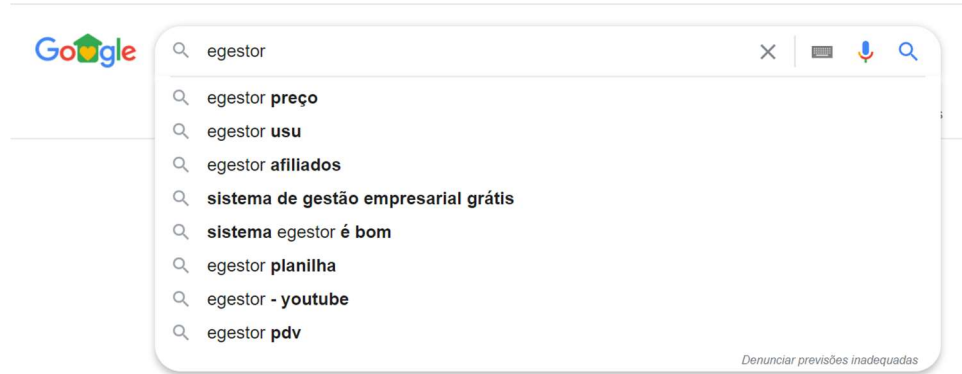 Google
egestor
egestor preço
egestor usu
egestor afiliados
sistema de gestão empresarial grátis
sistema egestor é bom
egestor planilha
egestor - youtube
egestor pdv
Denunciar previsões inadequadas